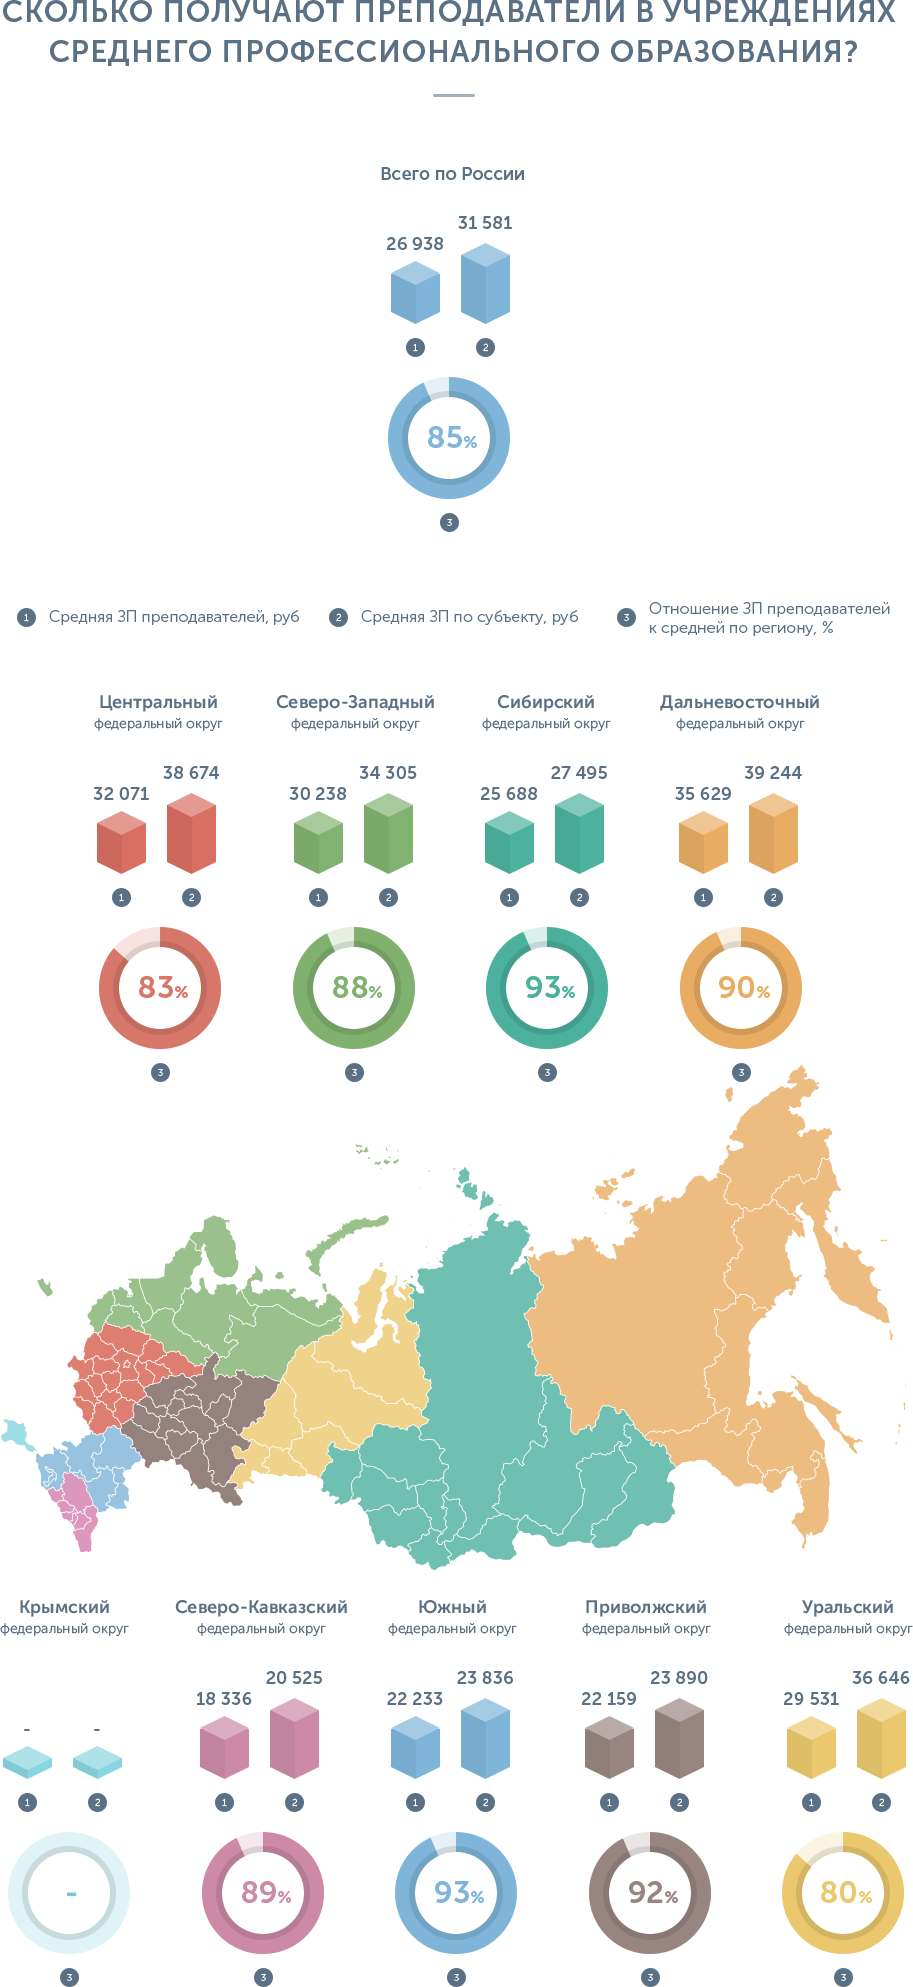 СКОЛЬКО ПОЛУЧАЮТ ПРЕПОДАВАТЕЛИ В УЧРЕЖДЕНИЯХ
СРЕДНЕГО ПРОФЕССИОНАЛЬНОГО ОБРАЗОВАНИЯ?
Всего по России
31 581
26 938
1 2
85%
3
1 Средняя ЗП преподавателей, руб
2 Средняя ЗП по субъекту, руб
3 Отношение ЗП преподавателей
к средней по региону, %
Центральный Северо-Западный Сибирский Дальневосточный
федеральный округ федеральный округ федеральный округ федеральный округ
38 674 34 305 27 495 39 244
32 071 30 238 25 688 35 629
1 2 1 2 1 2 1 2
83% 88% 93% 90%
3 3 3 3
Крымский Северо-Кавказский Южный Приволжский Уральский
федеральный округ федеральный округ федеральный округ федеральный округ федеральный округ
20 525 23 836 23 890 36 646
18 336 22 233 22 159 29 531
- -
1 2 1 2 1 2 1 2 1 2
- 89% 93% 92% 80%
3 3 3 3 3